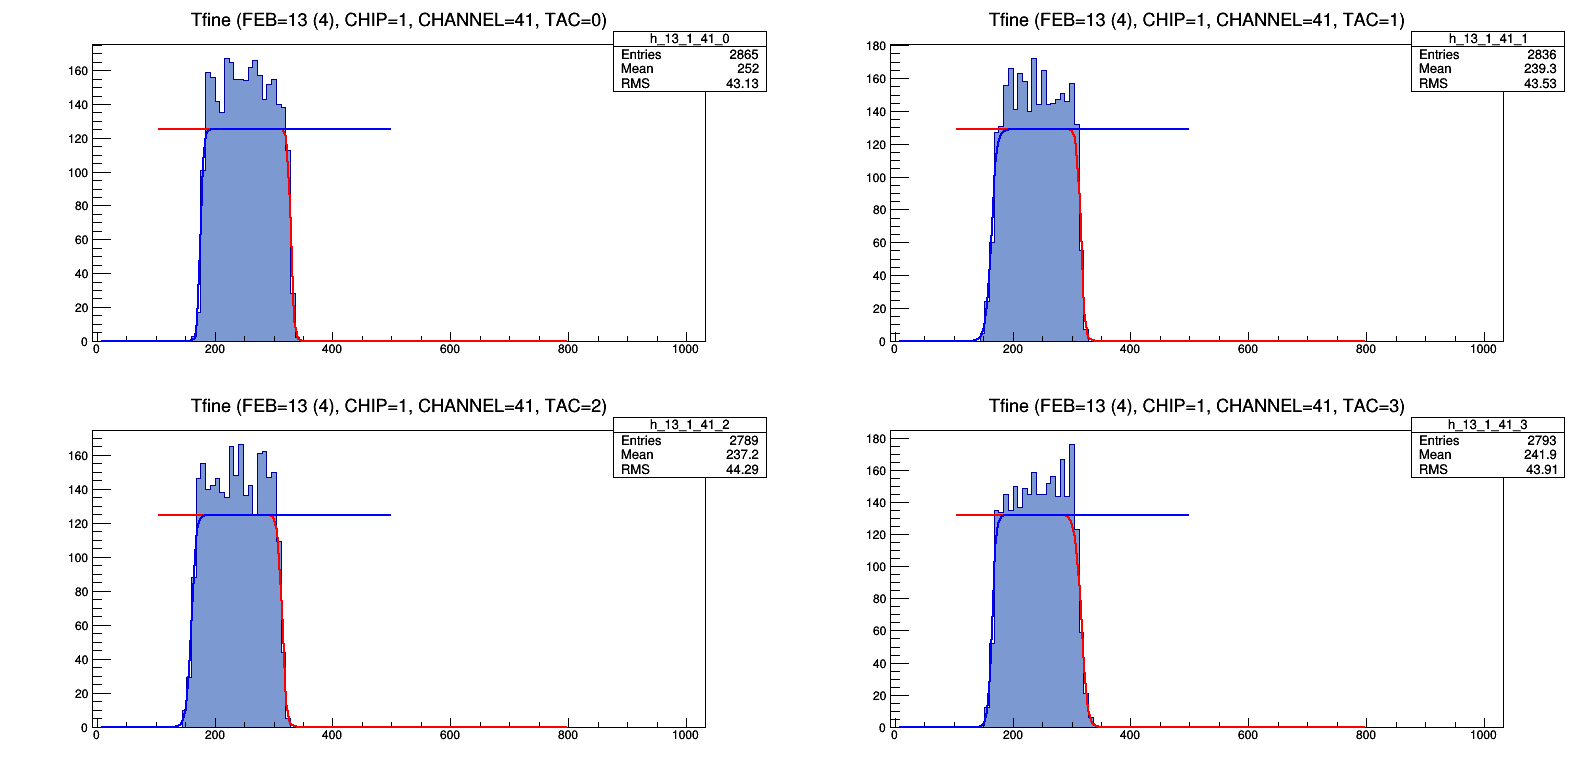 Tfine (FEB=13 (4), CHIP=1, CHANNEL=41, TAC=0)
h_13_1_41_0
Entries 2865
Mean 252
RMS 43.13
160
140
120
100
80
60
40
20
0
0 200 400 600 800 1000
Tfine (FEB=13 (4), CHIP=1, CHANNEL=41, TAC=1)
h_13_1_41_1
Entries 2836
Mean 239.3
RMS 43.53
180
160
140
120
100
80
60
40
20
0
0 200 400 600 800 1000
Tfine (FEB=13 (4), CHIP=1, CHANNEL=41, TAC=2)
h_13_1_41_2
Entries 2789
Mean 237.2
RMS 44.29
160
140
120
100
80
60
40
20
0
0 200 400 600 800 1000
Tfine (FEB=13 (4), CHIP=1, CHANNEL=41, TAC=3)
h_13_1_41_3
Entries 2793
Mean 241.9
RMS 43.91
180
160
140
120
100
80
60
40
20
0
0 200 400 600 800 1000